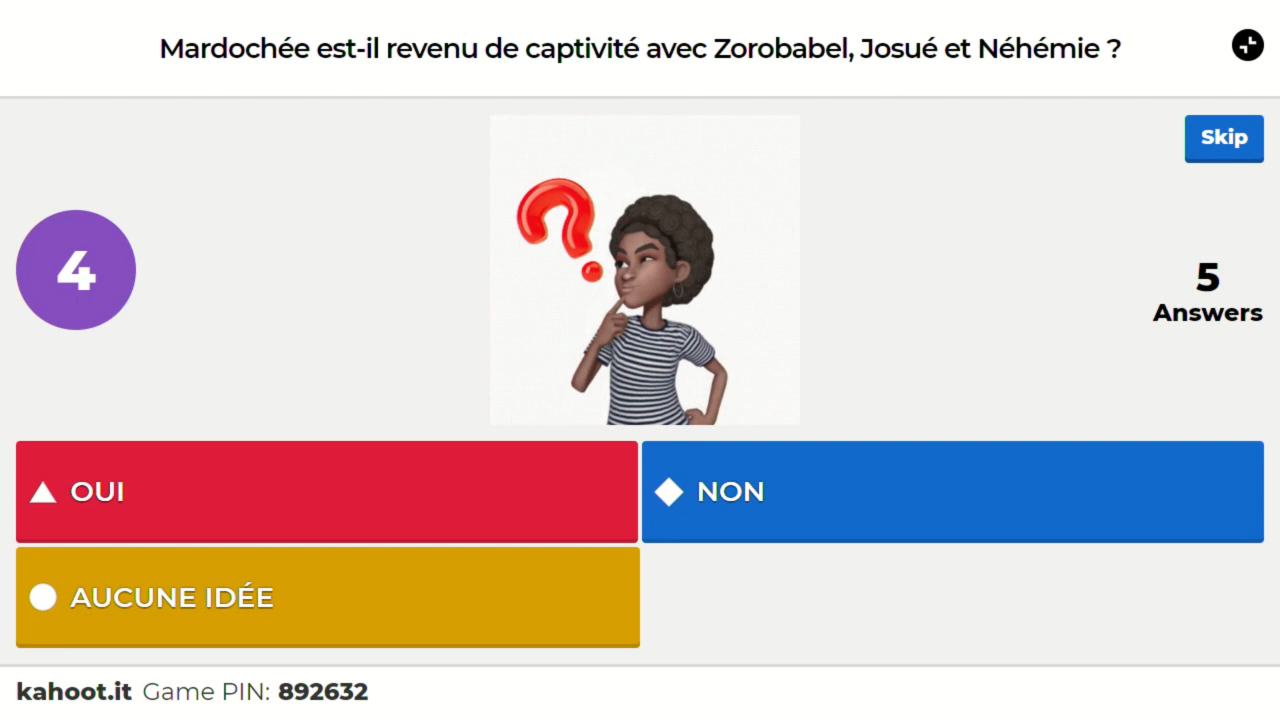 Mardochée est-il revenu de captivité avec Zorobabel, Josué et Néhémie ?
Skip
4
5
Answers
OUI
NON
AUCUNE IDÉE
kahoot.it Game PIN: 892632